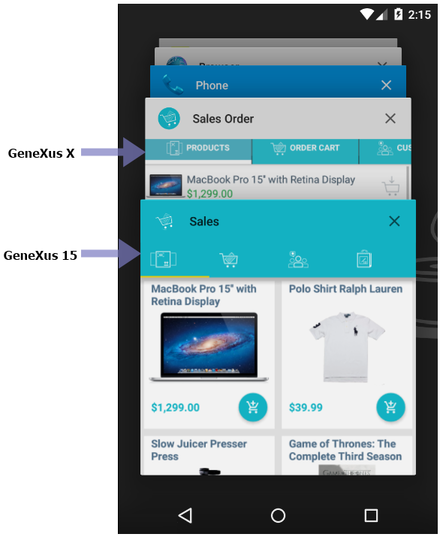 2:15
Phone
Sales Order
GeneXus X
PRODUCTS
ORDER CART
CUS
MacBook Pro 15" with Retina Display
$1,299.00
Sales
GeneXus 15
MacBook Pro 15" with
Retina Display
$1,299.00
Polo Shirt Ralph Lauren
$39.99
Slow Juicer Presser
Press
Game of Thrones: The
Complete Third Season